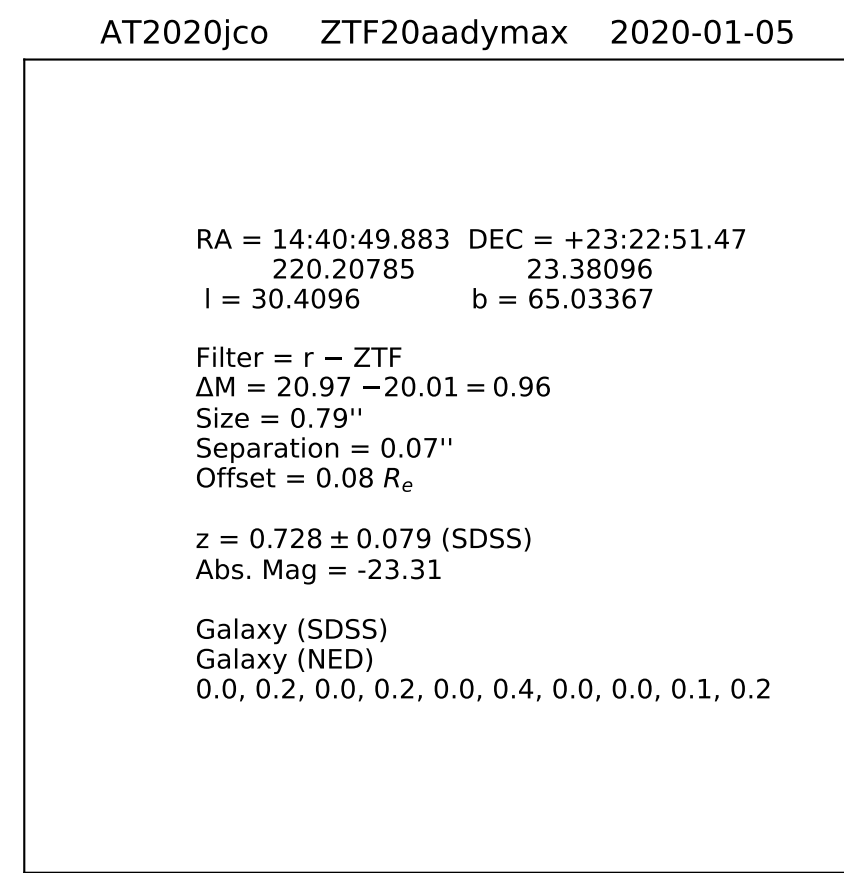 AT2020jco ZTF20aadymax 2020-01-05
RA = 14:40:49.883 DEC = +23:22:51.47
220.20785 23.38096
l = 30.4096 b = 65.03367
Filter = r − ZTF
ΔM = 20.97 −20.01 = 0.96
Size = 0.79''
Separation = 0.07''
Offset = 0.08 Rₑ
z = 0.728 ± 0.079 (SDSS)
Abs. Mag = -23.31
Galaxy (SDSS)
Galaxy (NED)
0.0, 0.2, 0.0, 0.2, 0.0, 0.4, 0.0, 0.0, 0.1, 0.2